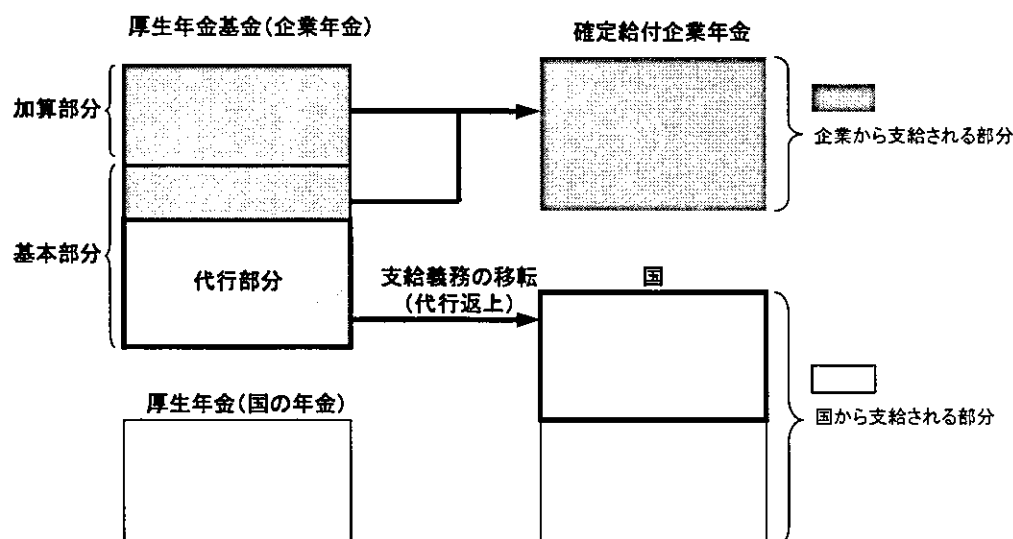 厚生年金基金(企業年金)
確定給付企業年金
加算部分
企業から支給される部分
基本部分
代行部分
支給義務の移転
(代行返上)
国
厚生年金(国の年金)
国から支給される部分